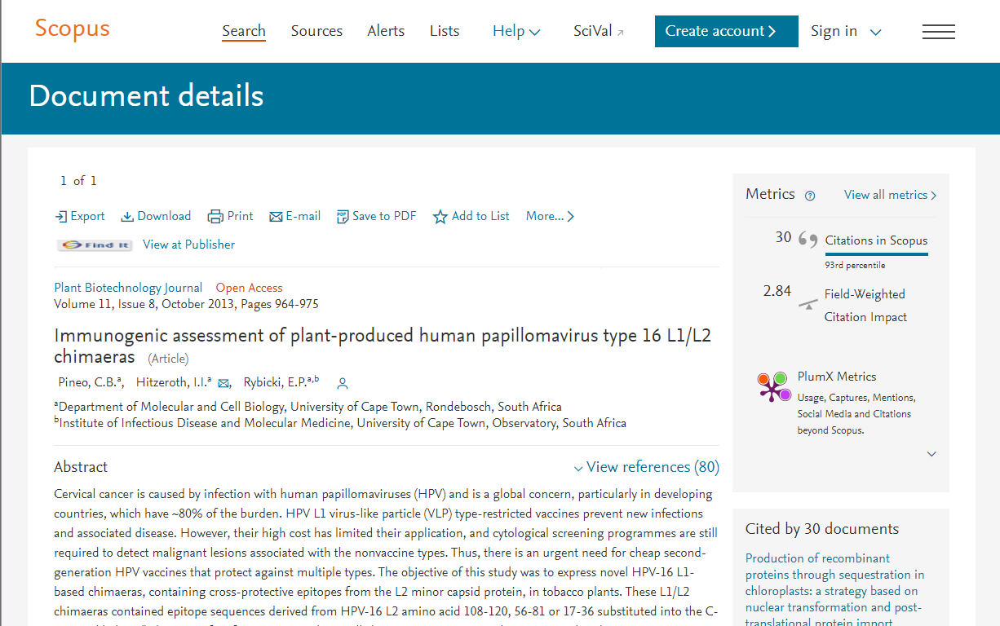 Scopus
Search Sources Alerts Lists Help SciVal Create account Sign in
Document details
1 of 1
Export Download Print E-mail Save to PDF Add to List More...
Find It View at Publisher
Plant Biotechnology Journal Open Access
Volume 11, Issue 8, October 2013, Pages 964-975
Immunogenic assessment of plant-produced human papillomavirus type 16 L1/L2
chimaeras (Article)
Pineo, C.B.a, Hitzeroth, I.I.a , Rybicki, E.P.a,b
aDepartment of Molecular and Cell Biology, University of Cape Town, Rondebosch, South Africa
bInstitute of Infectious Disease and Molecular Medicine, University of Cape Town, Observatory, South Africa
Abstract View references (80)
Cervical cancer is caused by infection with human papillomaviruses (HPV) and is a global concern, particularly in developing
countries, which have ~80% of the burden. HPV L1 virus-like particle (VLP) type-restricted vaccines prevent new infections
and associated disease. However, their high cost has limited their application, and cytological screening programmes are still
required to detect malignant lesions associated with the nonvaccine types. Thus, there is an urgent need for cheap second-
generation HPV vaccines that protect against multiple types. The objective of this study was to express novel HPV-16 L1-
based chimaeras, containing cross-protective epitopes from the L2 minor capsid protein, in tobacco plants. These L1/L2
chimaeras contained epitope sequences derived from HPV-16 L2 amino acid 108-120, 56-81 or 17-36 substituted into the C-
Metrics View all metrics
30 Citations in Scopus
93rd percentile
2.84 Field-Weighted
Citation Impact
PlumX Metrics
Usage, Captures, Mentions,
Social Media and Citations
beyond Scopus.
Cited by 30 documents
Production of recombinant
proteins through sequestration in
chloroplasts: a strategy based on
nuclear transformation and post-
translational protein import